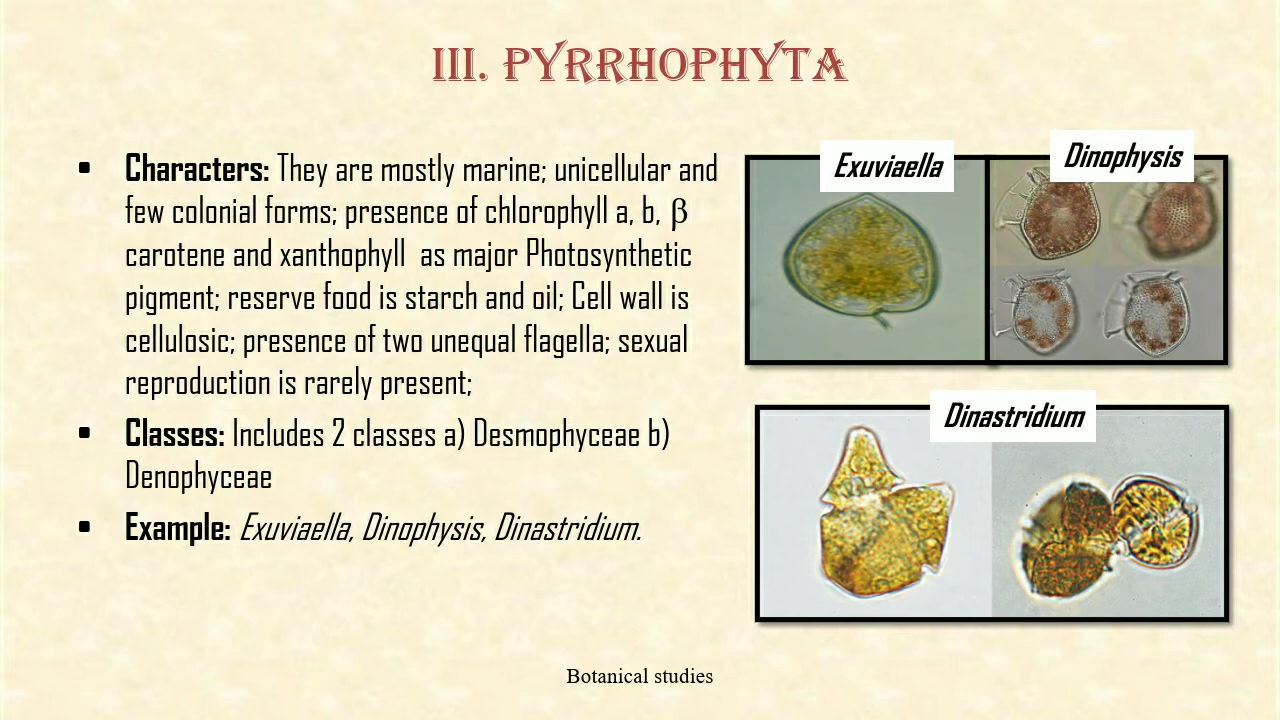 III. PYRRHOPHYTA
• Characters: They are mostly marine; unicellular and
few colonial forms; presence of chlorophyll a, b, β
carotene and xanthophyll as major Photosynthetic
pigment; reserve food is starch and oil; Cell wall is
cellulosic; presence of two unequal flagella; sexual
reproduction is rarely present;
• Classes: Includes 2 classes a) Desmophyceae b)
Denophyceae
• Example: Exuviaella, Dinophysis, Dinastridium.
Exuviaella
Dinophysis
Dinastridium
Botanical studies